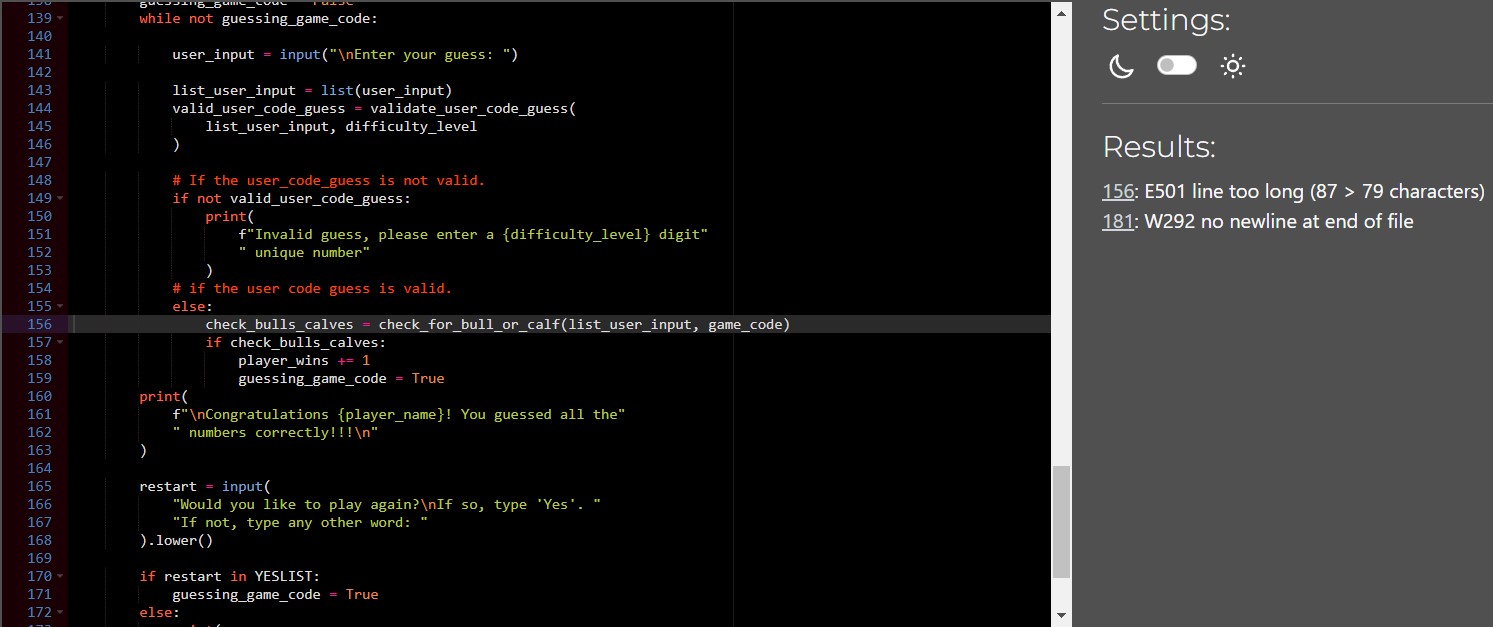 139 while not guessing_game_code:
140
141 user_input = input("\nEnter your guess: ")
142
143 list_user_input = list(user_input)
144 valid_user_code_guess = validate_user_code_guess(
145 list_user_input, difficulty_level
146 )
147
148 # If the user_code_guess is not valid.
149 if not valid_user_code_guess:
150 print(
151 f"Invalid guess, please enter a {difficulty_level} digit"
152 " unique number"
153 )
154 # if the user code guess is valid.
155 else:
156 check_bulls_calves = check_for_bull_or_calf(list_user_input, game_code)
157 if check_bulls_calves:
158 player_wins += 1
159 guessing_game_code = True
160 print(
161 f"\nCongratulations {player_name}! You guessed all the"
162 " numbers correctly!!!\n"
163 )
164
165 restart = input(
166 "Would you like to play again?\nIf so, type 'Yes'. "
167 "If not, type any other word: "
168 ).lower()
169
170 if restart in YESLIST:
171 guessing_game_code = True
172 else:
Settings:
Results:
156: E501 line too long (87 > 79 characters)
181: W292 no newline at end of file